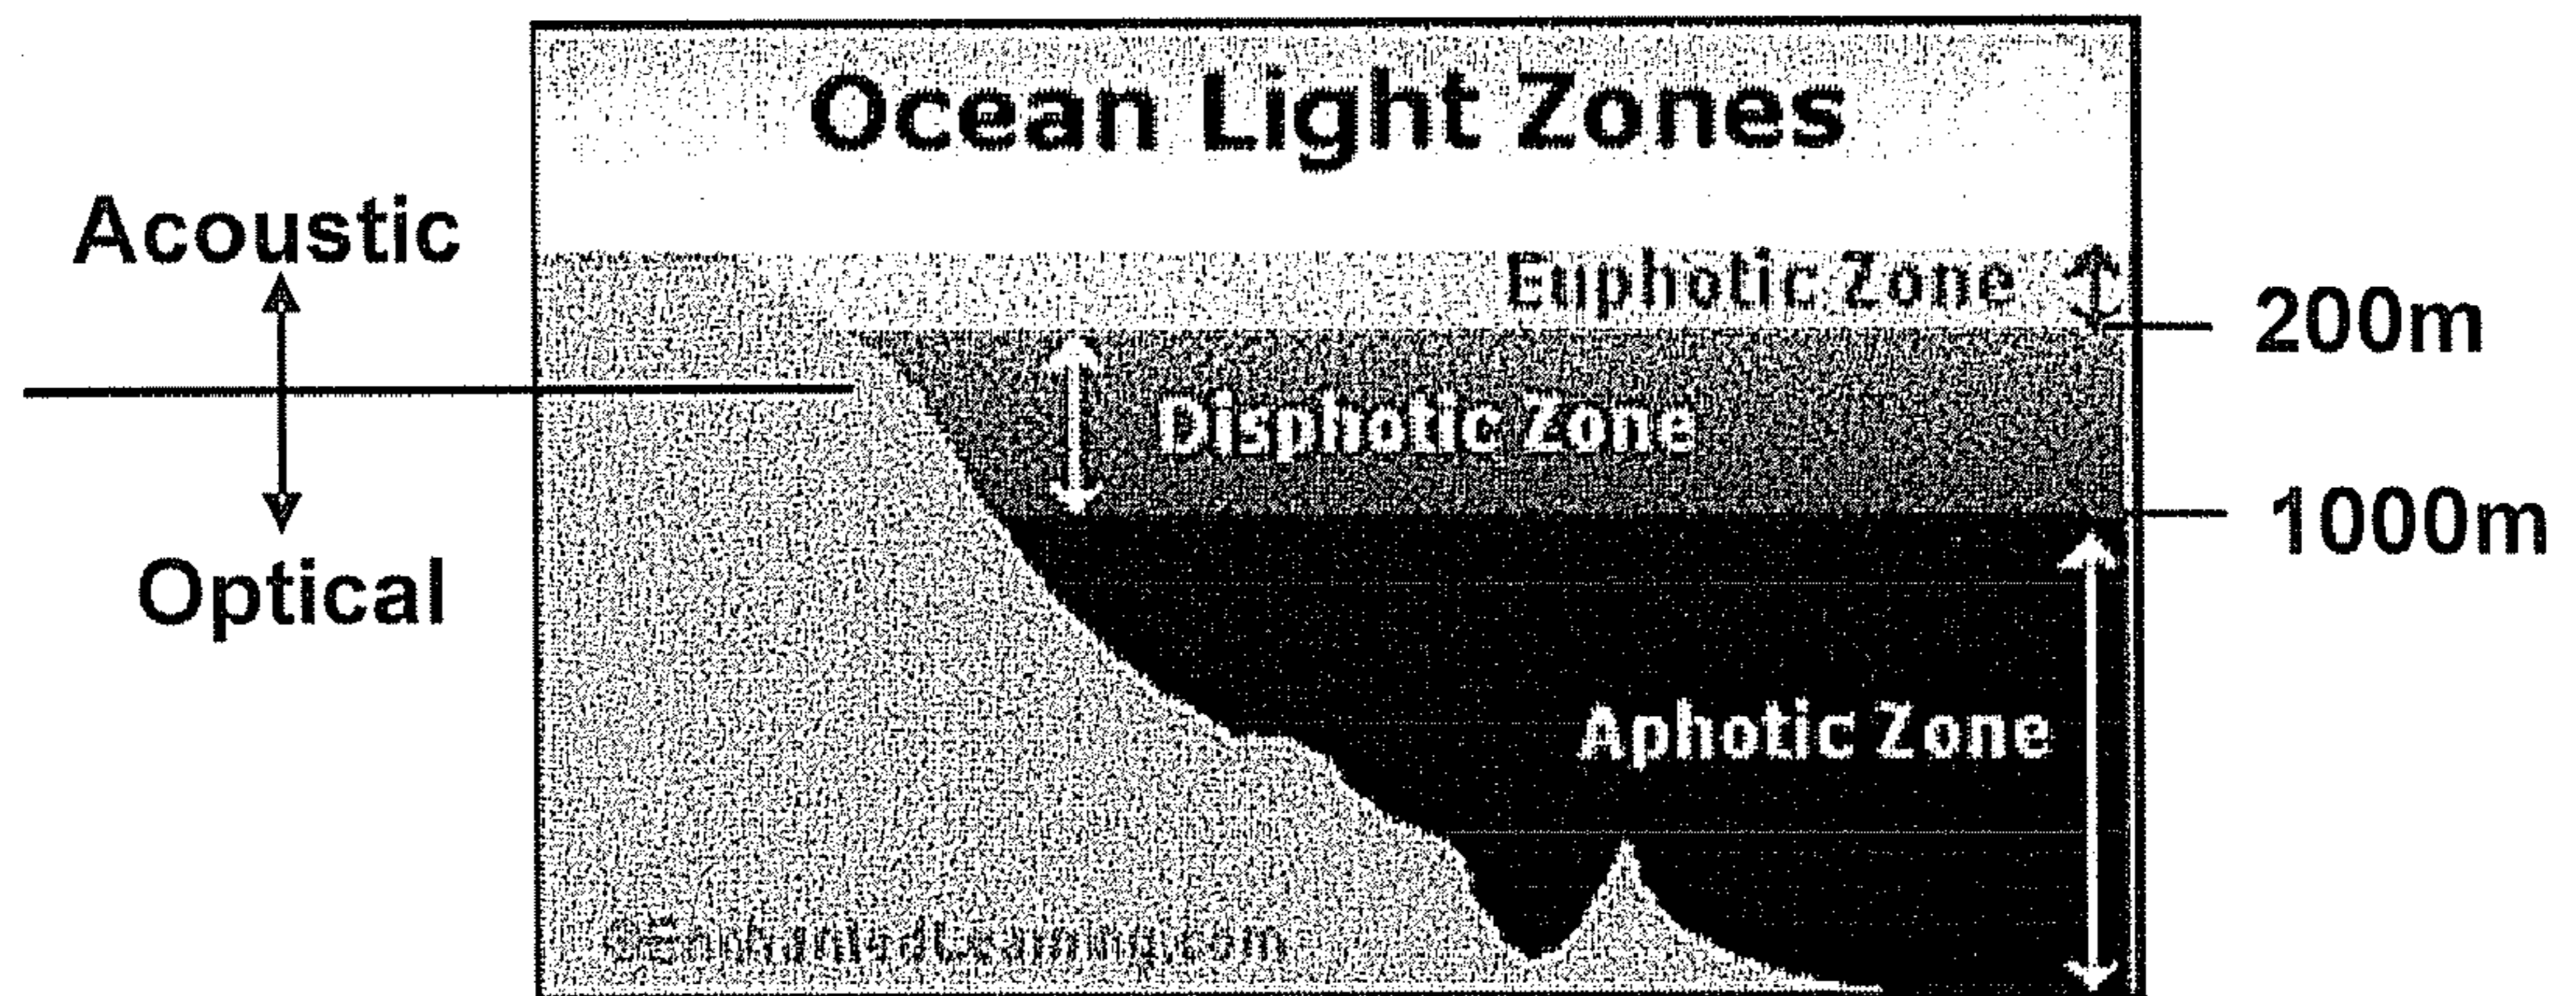 Ocean Light Zones
Acoustic
Euphotic Zone
200m
Disphotic Zone
1000m
Optical
Aphotic Zone